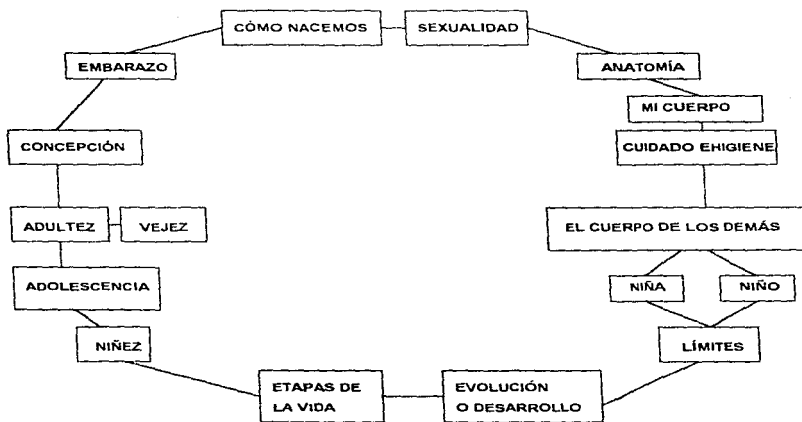 CÓMO NACEMOS
SEXUALIDAD
EMBARAZO
ANATOMÍA
MI CUERPO
CONCEPCIÓN
CUIDADO EHIGIENE
ADULTEZ
VEJEZ
EL CUERPO DE LOS DEMÁS
ADOLESCENCIA
NIÑA
NIÑO
NIÑEZ
LÍMITES
ETAPAS DE
LA VIDA
EVOLUCIÓN
O DESARROLLO